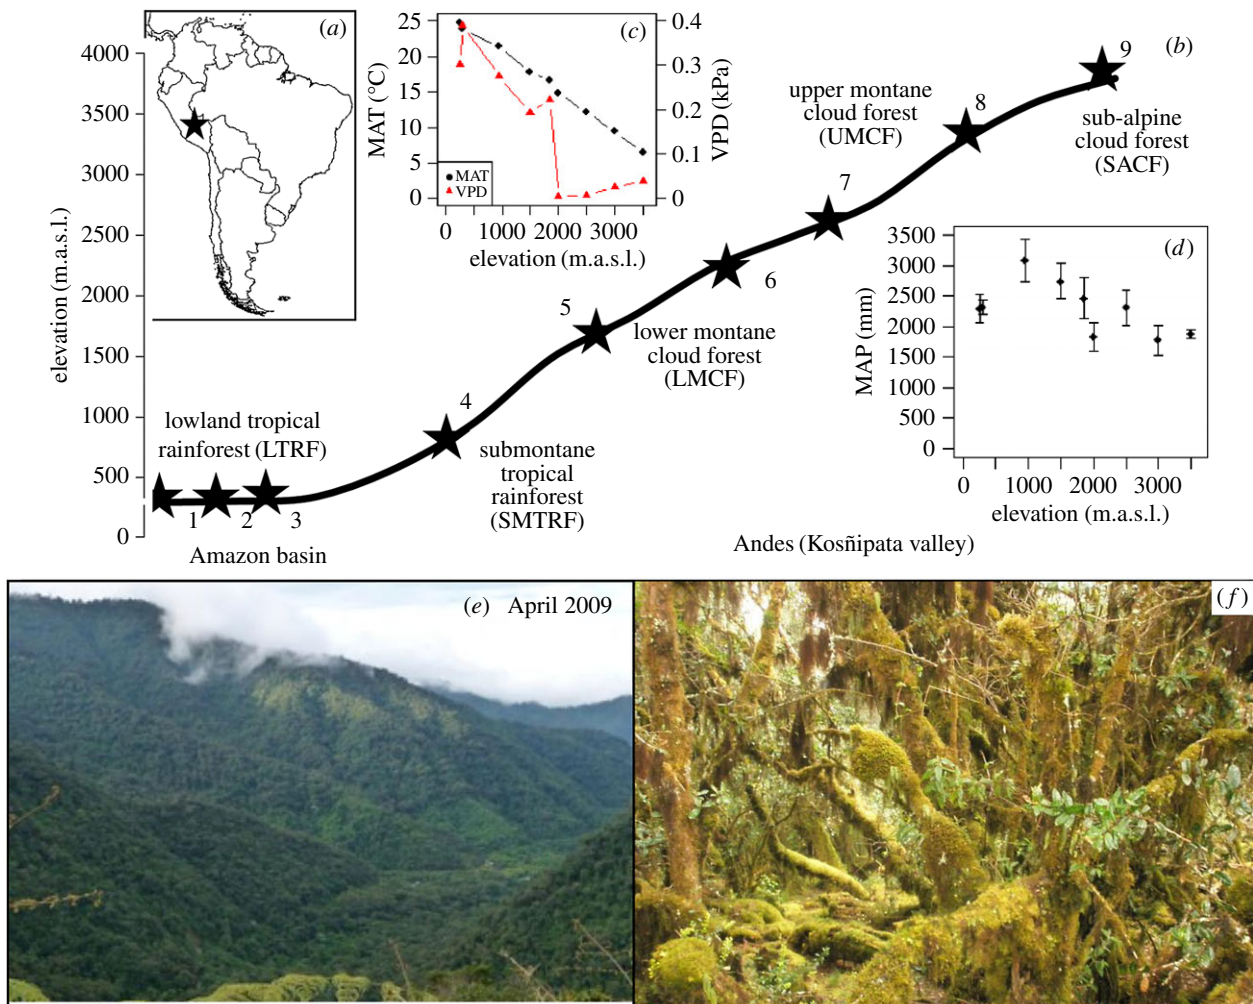 (a)
(b)
4000
3500
3000
2500
2000
1500
1000
500
0
elevation (m.a.s.l.)
(c)
25
20
15
10
5
0
MAT (°C)
0.4
0.3
0.2
0.1
0
VPD (kPa)
MAT
VPD
0
1000
2000
3000
elevation (m.a.s.l.)
9
upper montane
cloud forest
(UMCF)
8
sub-alpine
cloud forest
(SACF)
7
6
5
lower montane
cloud forest
(LMCF)
(d)
3500
3000
2500
2000
1500
1000
500
0
MAP (mm)
0
1000
2000
3000
elevation (m.a.s.l.)
4
lowland tropical
rainforest (LTRF)
submontane
tropical
rainforest
(SMTRF)
1
2
3
Amazon basin
Andes (Kosñipata valley)
(e) April 2009
(f)